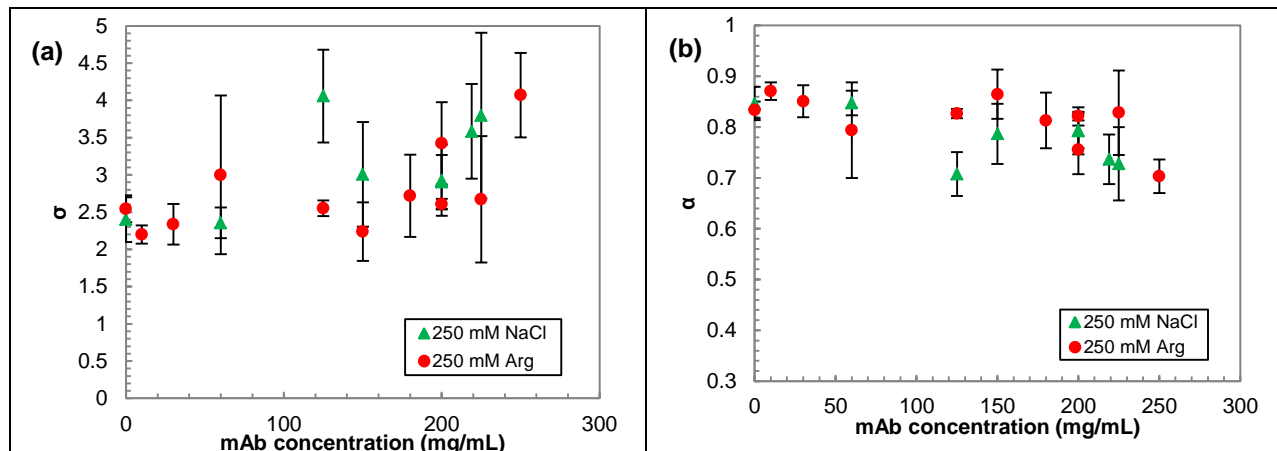 (a)
5
4.5
4
3.5
3
2.5
2
1.5
1
0.5
0
σ
0 100 200 300
mAb concentration (mg/mL)
250 mM NaCl
250 mM Arg
(b)
1
0.9
0.8
0.7
0.6
0.5
0.4
0.3
α
0 50 100 150 200 250 300
mAb concentration (mg/mL)
250 mM NaCl
250 mM Arg